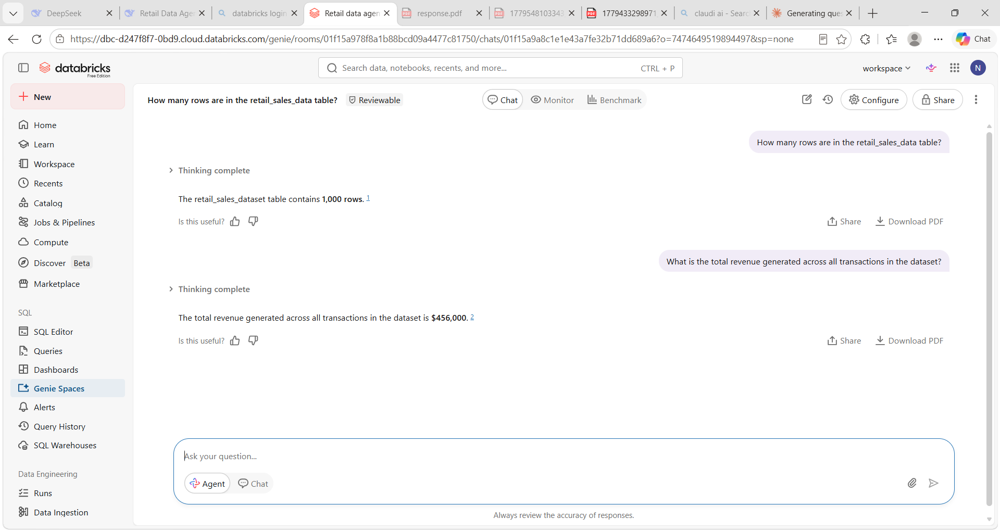 DeepSeek
Retail Data Agen
databricks login
Retail data agen
response.pdf
1779548103343
1779433298971
claudi ai - Searc
Generating ques
https://dbc-d247f8f7-0bd9.cloud.databricks.com/genie/rooms/01f15a978f8a1b88bcd09a4477c81750/chats/01f15a9a8c1e1e43a7fe32b71dd689a6?o=7474649519894497&sp=none
Chat
databricks
Free Edition
Search data, notebooks, recents, and more...
CTRL + P
workspace
N
New
Home
Learn
Workspace
Recents
Catalog
Jobs & Pipelines
Compute
Discover Beta
Marketplace
SQL
SQL Editor
Queries
Dashboards
Genie Spaces
Alerts
Query History
SQL Warehouses
Data Engineering
Runs
Data Ingestion
How many rows are in the retail_sales_data table?
Reviewable
Chat
Monitor
Benchmark
Configure
Share
How many rows are in the retail_sales_data table?
Thinking complete
The retail_sales_dataset table contains 1,000 rows. 1
Is this useful?
Share
Download PDF
What is the total revenue generated across all transactions in the dataset?
Thinking complete
The total revenue generated across all transactions in the dataset is $456,000. 2
Is this useful?
Share
Download PDF
Ask your question...
Agent
Chat
Always review the accuracy of responses.